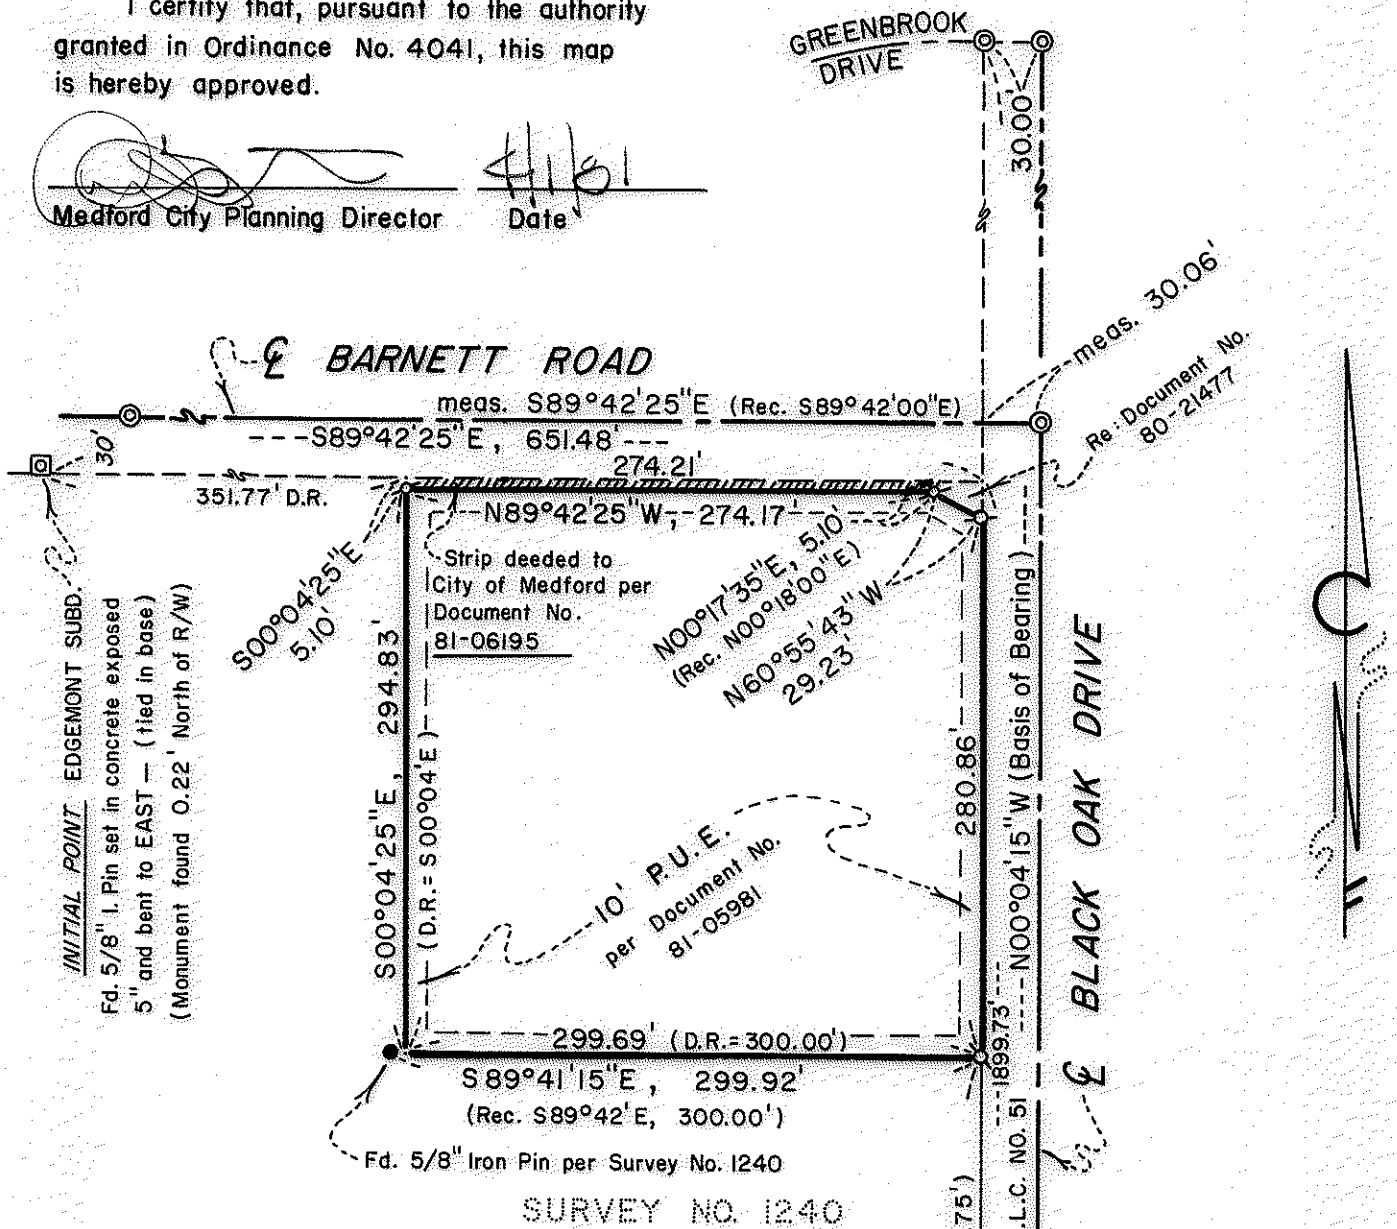 I certify that, pursuant to the authority
granted in Ordinance No. 4041, this map
is hereby approved.
Medford City Planning Director
Date
GREENBROOK
DRIVE
30.00'
meas. 30.06'
Re: Document No.
80-21477
℄ BARNETT ROAD
meas. S89°42'25"E (Rec. S89°42'00"E)
S89°42'25"E, 651.48'
30'
274.21'
351.77' D.R.
N89°42'25"W, 274.17'
S00°04'25"E
5.10'
Strip deeded to
City of Medford per
Document No.
81-06195
N00°17'35"E, 5.10'
(Rec. N00°18'00"E)
N60°55'43"W
29.23'
INITIAL POINT EDGEMONT SUBD.
Fd. 5/8" I. Pin set in concrete exposed
5" and bent to EAST — (tied in base)
(Monument found 0.22' North of R/W)
S00°04'25"E, 294.83'
(D.R.= S00°04'E)
10' P.U.E.
per Document No.
81-05981
280.86'
N00°04'15"W (Basis of Bearing)
1899.73'
℄ BLACK OAK DRIVE
299.69' (D.R.=300.00')
S89°41'15"E, 299.92'
(Rec. S89°42'E, 300.00')
Fd. 5/8" Iron Pin per Survey No. 1240
SURVEY NO. 1240
75')
.L.C. NO. 51